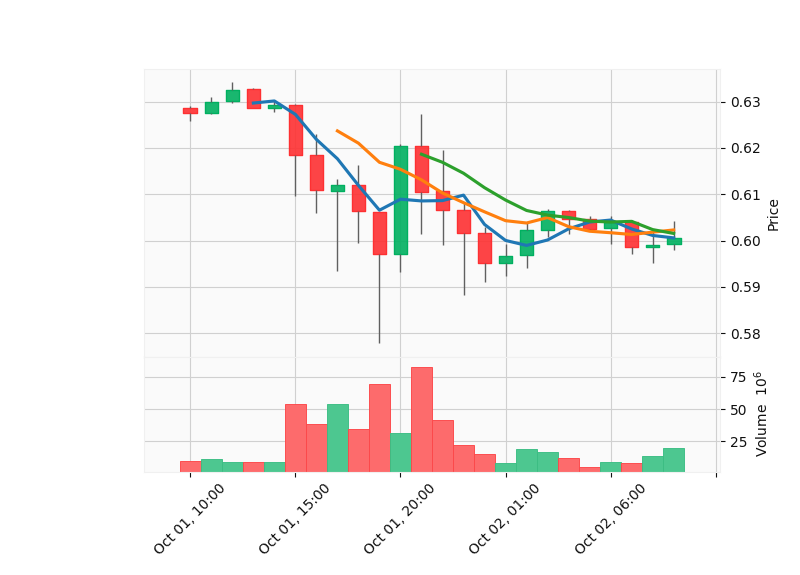 0.63
0.62
0.61
0.60
0.59
0.58
Price
75
50
25
Volume 10⁶
Oct 01, 10:00
Oct 01, 15:00
Oct 01, 20:00
Oct 02, 01:00
Oct 02, 06:00